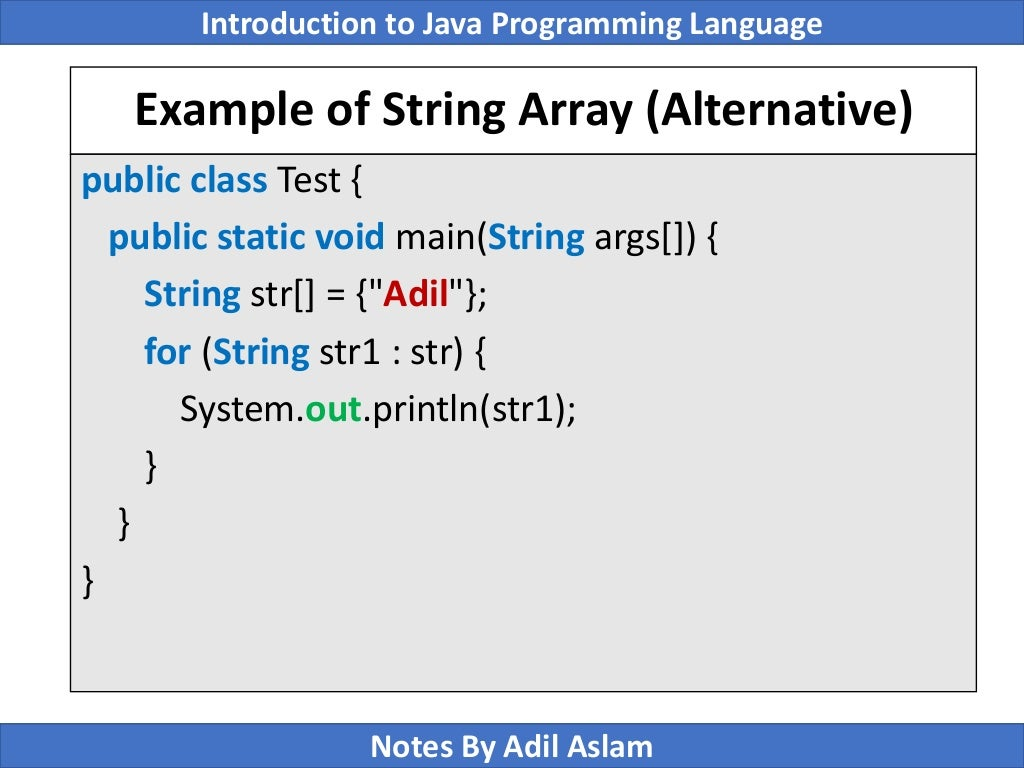 Introduction to Java Programming Language
Example of String Array (Alternative)
public class Test {
public static void main(String args[]) {
String str[] = {"Adil"};
for (String str1 : str) {
System.out.println(str1);
}
}
}
Notes By Adil Aslam